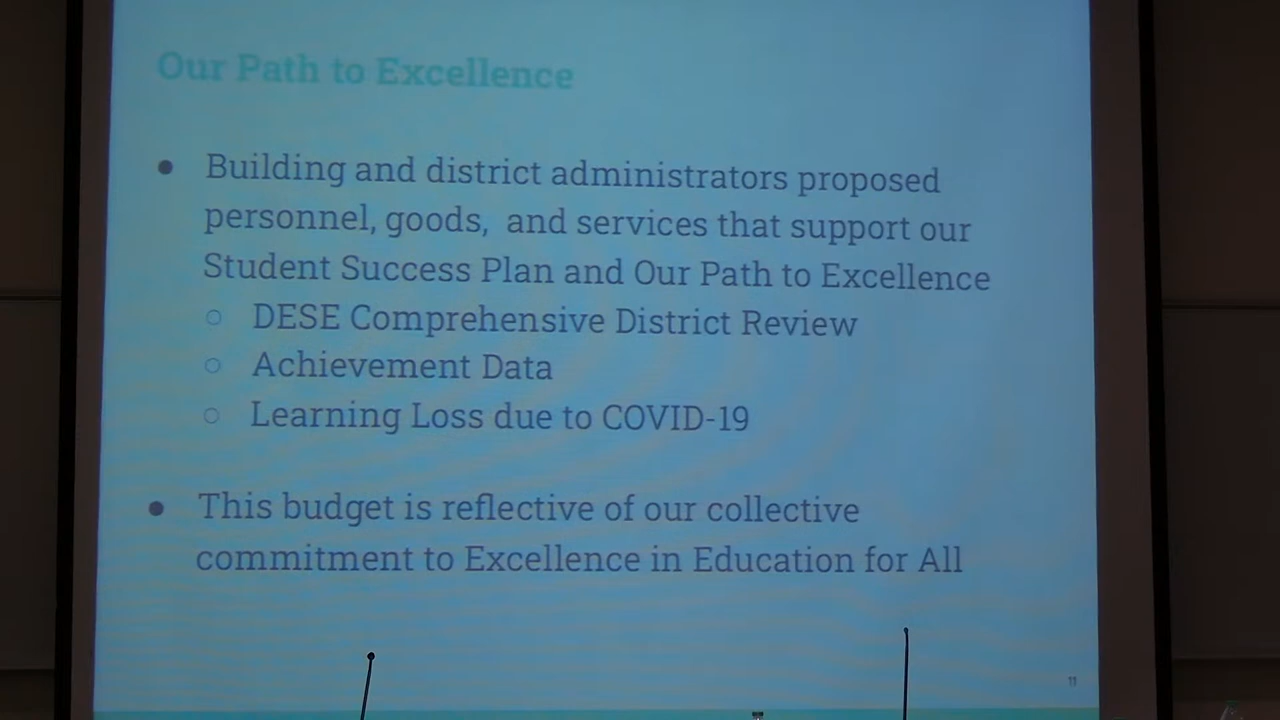 Our Path to Excellence
● Building and district administrators proposed
personnel, goods, and services that support our
Student Success Plan and Our Path to Excellence
○ DESE Comprehensive District Review
○ Achievement Data
○ Learning Loss due to COVID-19
● This budget is reflective of our collective
commitment to Excellence in Education for All
11